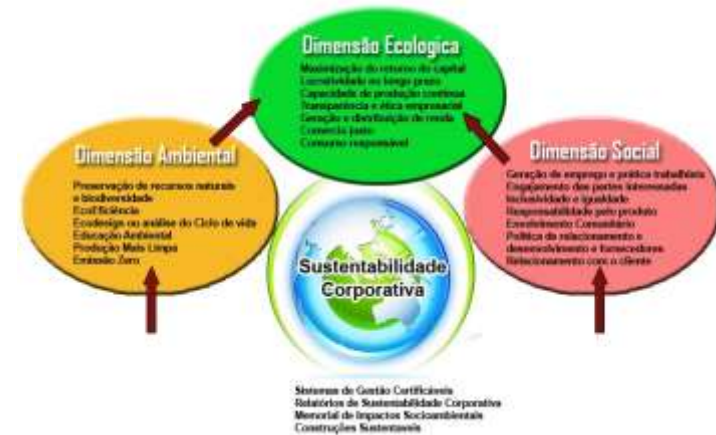 Dimensão Ecologica
Maximização do retorno do capital
Lucratividade no longo prazo
Capacidade de produção contínua
Transparência e ética empresarial
Geração e distribuição de renda
Comercio justo
Consumo responsável
Dimensão Ambiental
Preservação de recursos naturais
e biodiversidade
EcoEficiência
Ecodesign ou análise do Ciclo de vida
Educação Ambiental
Produção Mais Limpa
Emissão Zero
Dimensão Social
Geração de emprego e prática trabalhista
Engajamento das partes interessadas
Inclusividade e igualdade
Responsabilidade pelo produto
Envolvimento Comunitário
Política de relacionamento e
desenvolvimento e fornecedores
Relacionamento com o cliente
Sustentabilidade
Corporativa
Sistemas de Gestão Certificáveis
Relatórios de Sustentabilidade Corporativa
Memorial de Impactos Socioambientais
Construções Sustentaveis